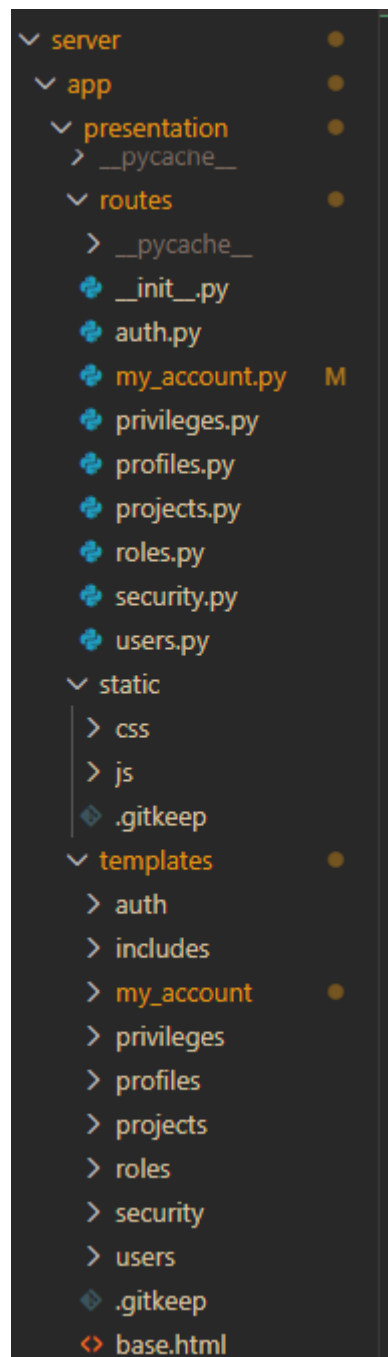 server
app
presentation
__pycache__
routes
__pycache__
__init__.py
auth.py
my_account.py M
privileges.py
profiles.py
projects.py
roles.py
security.py
users.py
static
css
js
.gitkeep
templates
auth
includes
my_account
privileges
profiles
projects
roles
security
users
.gitkeep
base.html